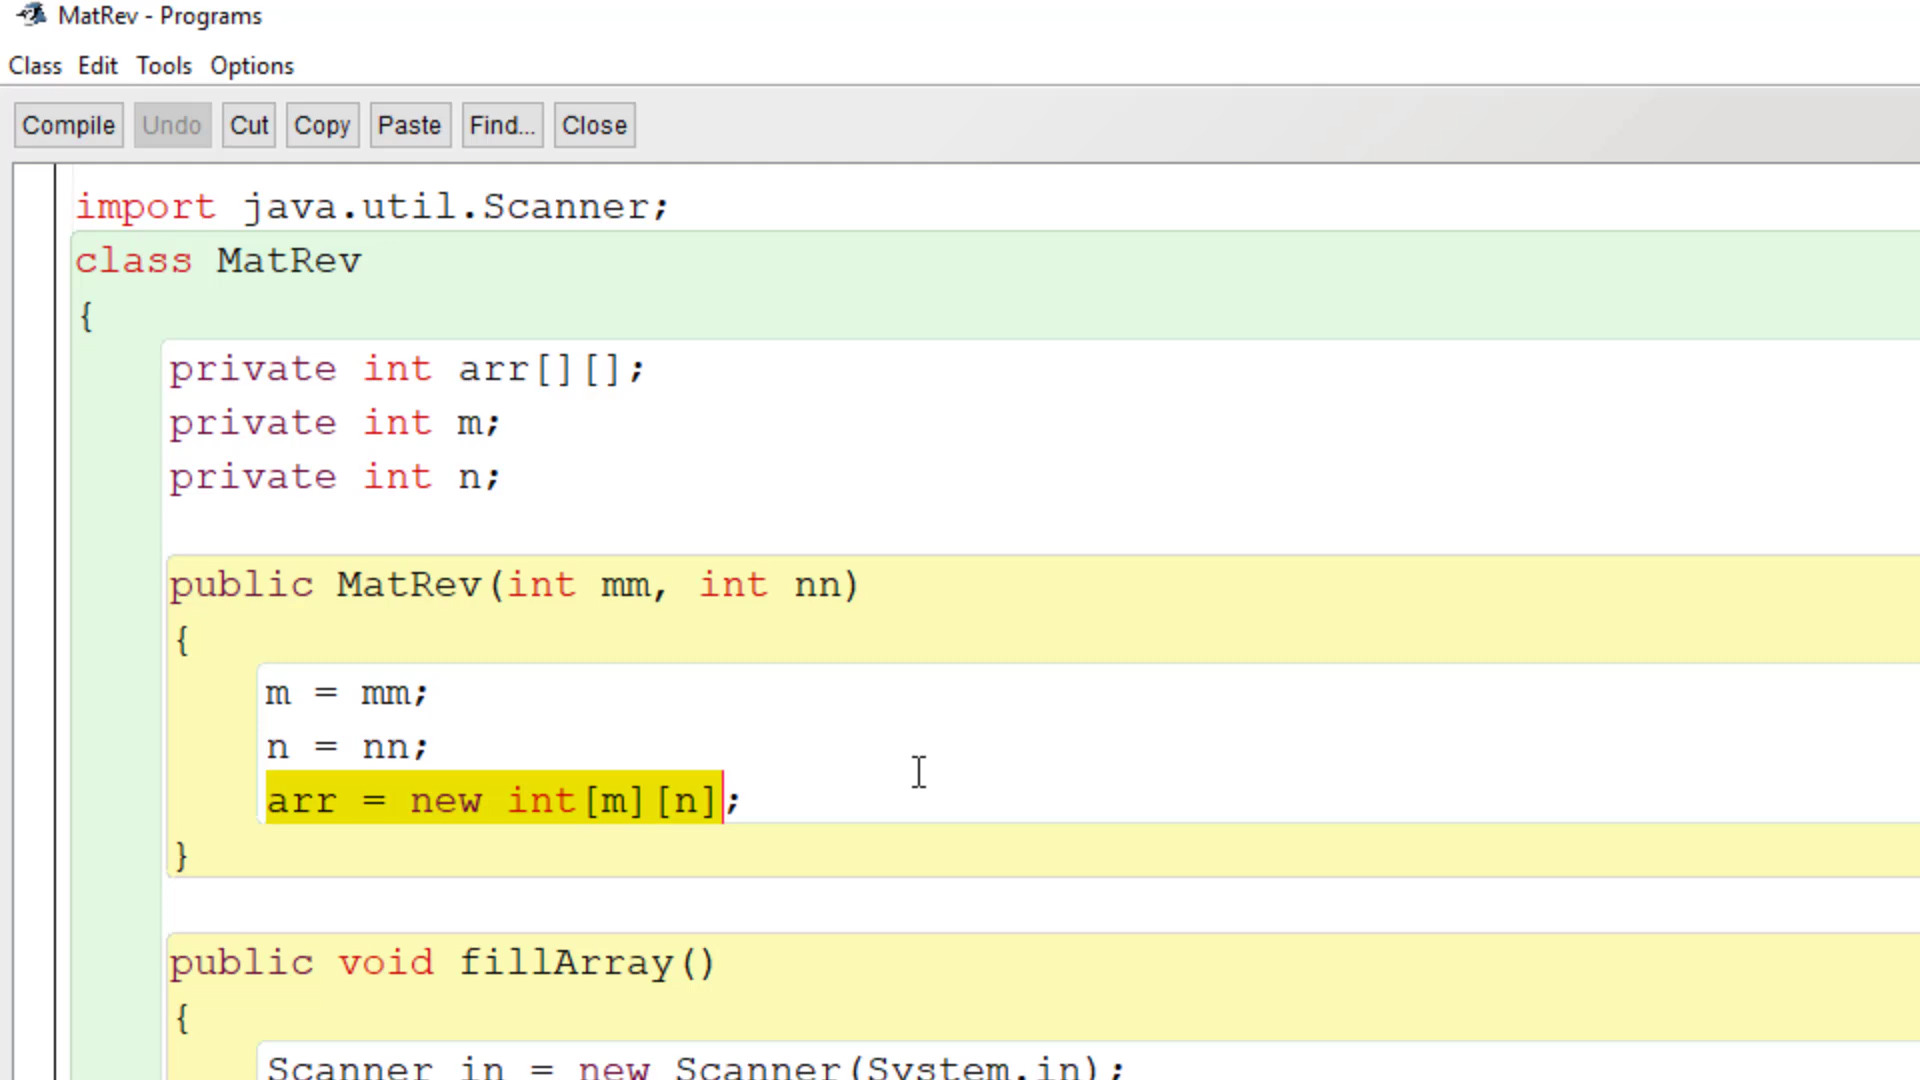 MatRev - Programs
Class Edit Tools Options
Compile Undo Cut Copy Paste Find... Close
import java.util.Scanner;
class MatRev
{
private int arr[][];
private int m;
private int n;
public MatRev(int mm, int nn)
{
m = mm;
n = nn;
arr = new int[m][n];
}
public void fillArray()
{
Scanner in = new Scanner(System.in);